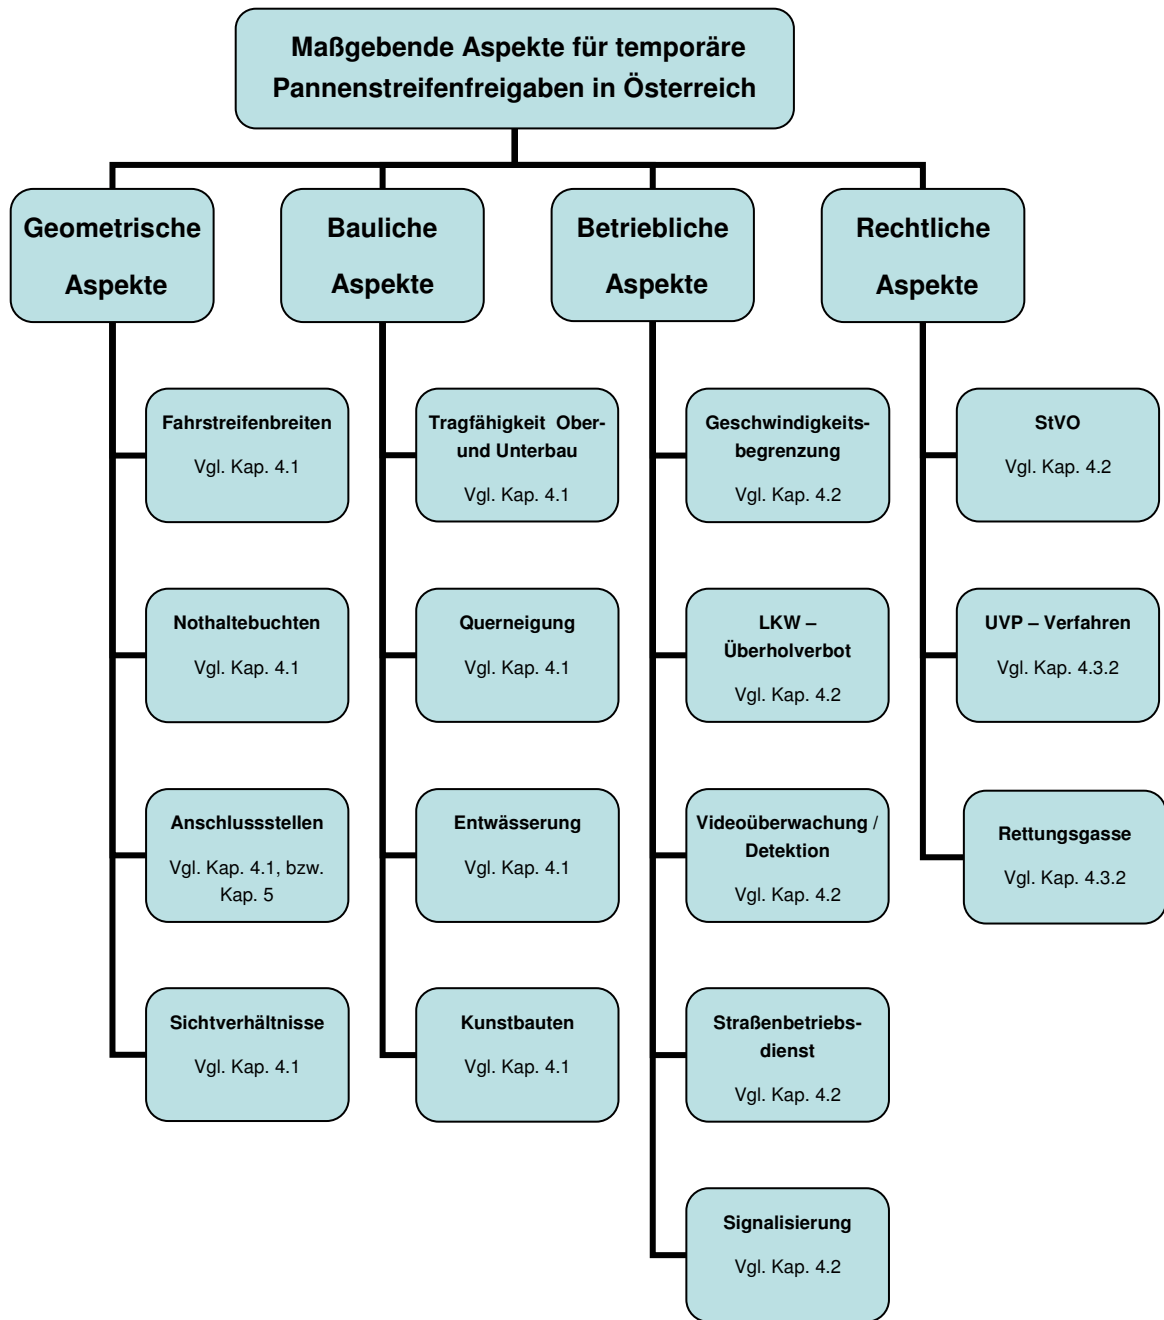 Maßgebende Aspekte für temporäre
Pannenstreifenfreigaben in Österreich
Geometrische
Aspekte
Bauliche
Aspekte
Betriebliche
Aspekte
Rechtliche
Aspekte
Fahrstreifenbreiten
Vgl. Kap. 4.1
Nothaltebuchten
Vgl. Kap. 4.1
Anschlussstellen
Vgl. Kap. 4.1, bzw.
Kap. 5
Sichtverhältnisse
Vgl. Kap. 4.1
Tragfähigkeit Ober-
und Unterbau
Vgl. Kap. 4.1
Querneigung
Vgl. Kap. 4.1
Entwässerung
Vgl. Kap. 4.1
Kunstbauten
Vgl. Kap. 4.1
Geschwindigkeits-
begrenzung
Vgl. Kap. 4.2
LKW –
Überholverbot
Vgl. Kap. 4.2
Videoüberwachung /
Detektion
Vgl. Kap. 4.2
Straßenbetriebs-
dienst
Vgl. Kap. 4.2
Signalisierung
Vgl. Kap. 4.2
StVO
Vgl. Kap. 4.2
UVP – Verfahren
Vgl. Kap. 4.3.2
Rettungsgasse
Vgl. Kap. 4.3.2